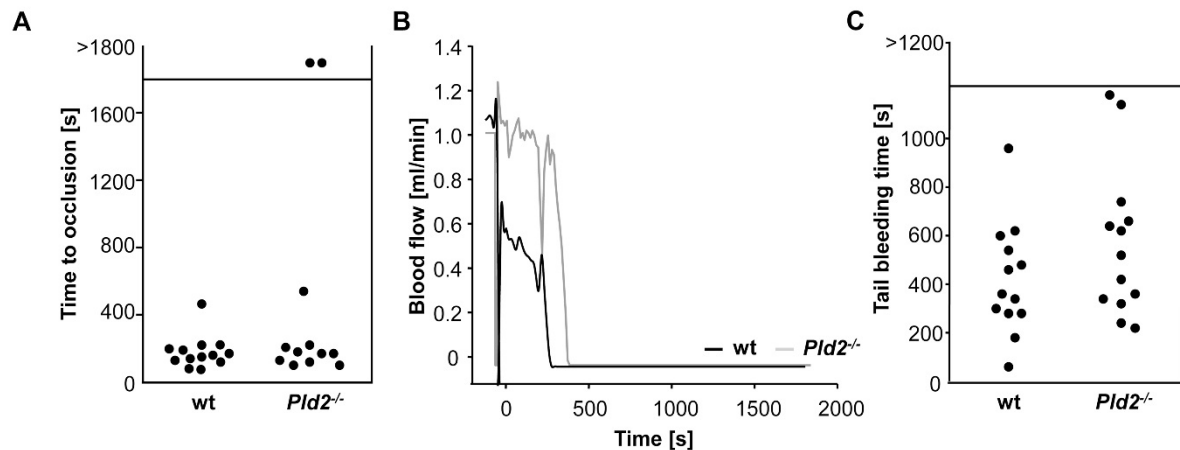 A
Time to occlusion [s]
>1800
1600
1200
800
400
0
wt
Pld2-/-
B
Blood flow [ml/min]
1.4
1.2
1.0
0.8
0.6
0.4
0.2
0
wt
Pld2-/-
0
500
1000
1500
2000
Time [s]
C
Tail bleeding time [s]
>1200
1000
800
600
400
200
0
wt
Pld2-/-